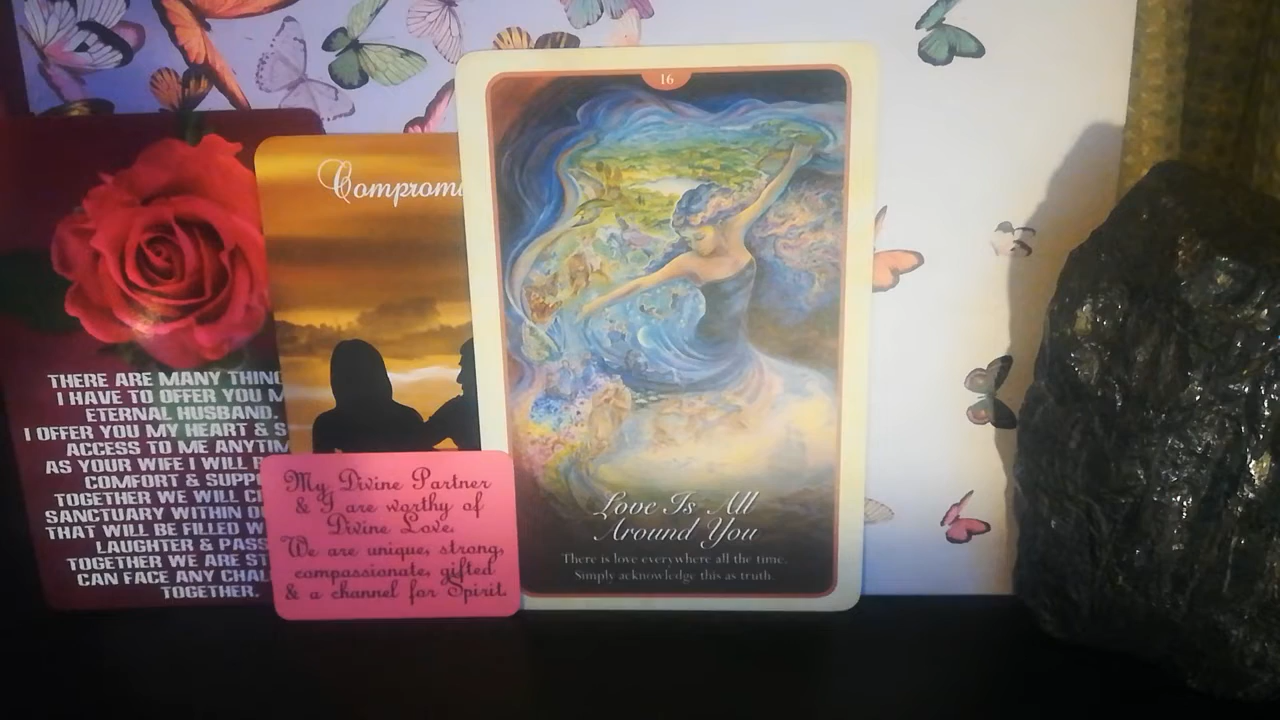 THERE ARE MANY THING
I HAVE TO OFFER YOU M
ETERNAL HUSBAND.
I OFFER YOU MY HEART & S
ACCESS TO ME ANYTIM
AS YOUR WIFE I WILL
COMFORT & SUPP
TOGETHER WE WILL
SANCTUARY WITHIN
THAT WILL BE FILLED W
LAUGHTER & PASS
TOGETHER WE ARE ST
CAN FACE ANY CHAL
TOGETHER.
Comprom
My Divine Partner
& I are worthy of
Divine Love.
We are unique, strong,
compassionate, gifted
& a channel for Spirit.
16
Love Is All
Around You
There is love everywhere all the time.
Simply acknowledge this as truth.